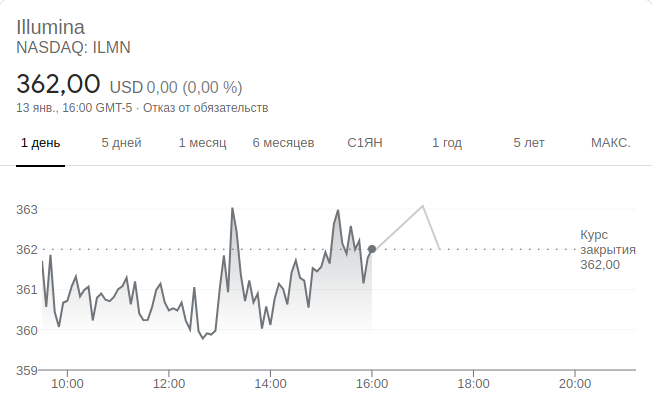 Illumina
NASDAQ: ILMN
362,00 USD 0,00 (0,00 %)
13 янв., 16:00 GMT-5 · Отказ от обязательств
1 день 5 дней 1 месяц 6 месяцев С1ЯН 1 год 5 лет МАКС.
363
Курс
362 закрытия
362,00
361
360
359
10:00 12:00 14:00 16:00 18:00 20:00